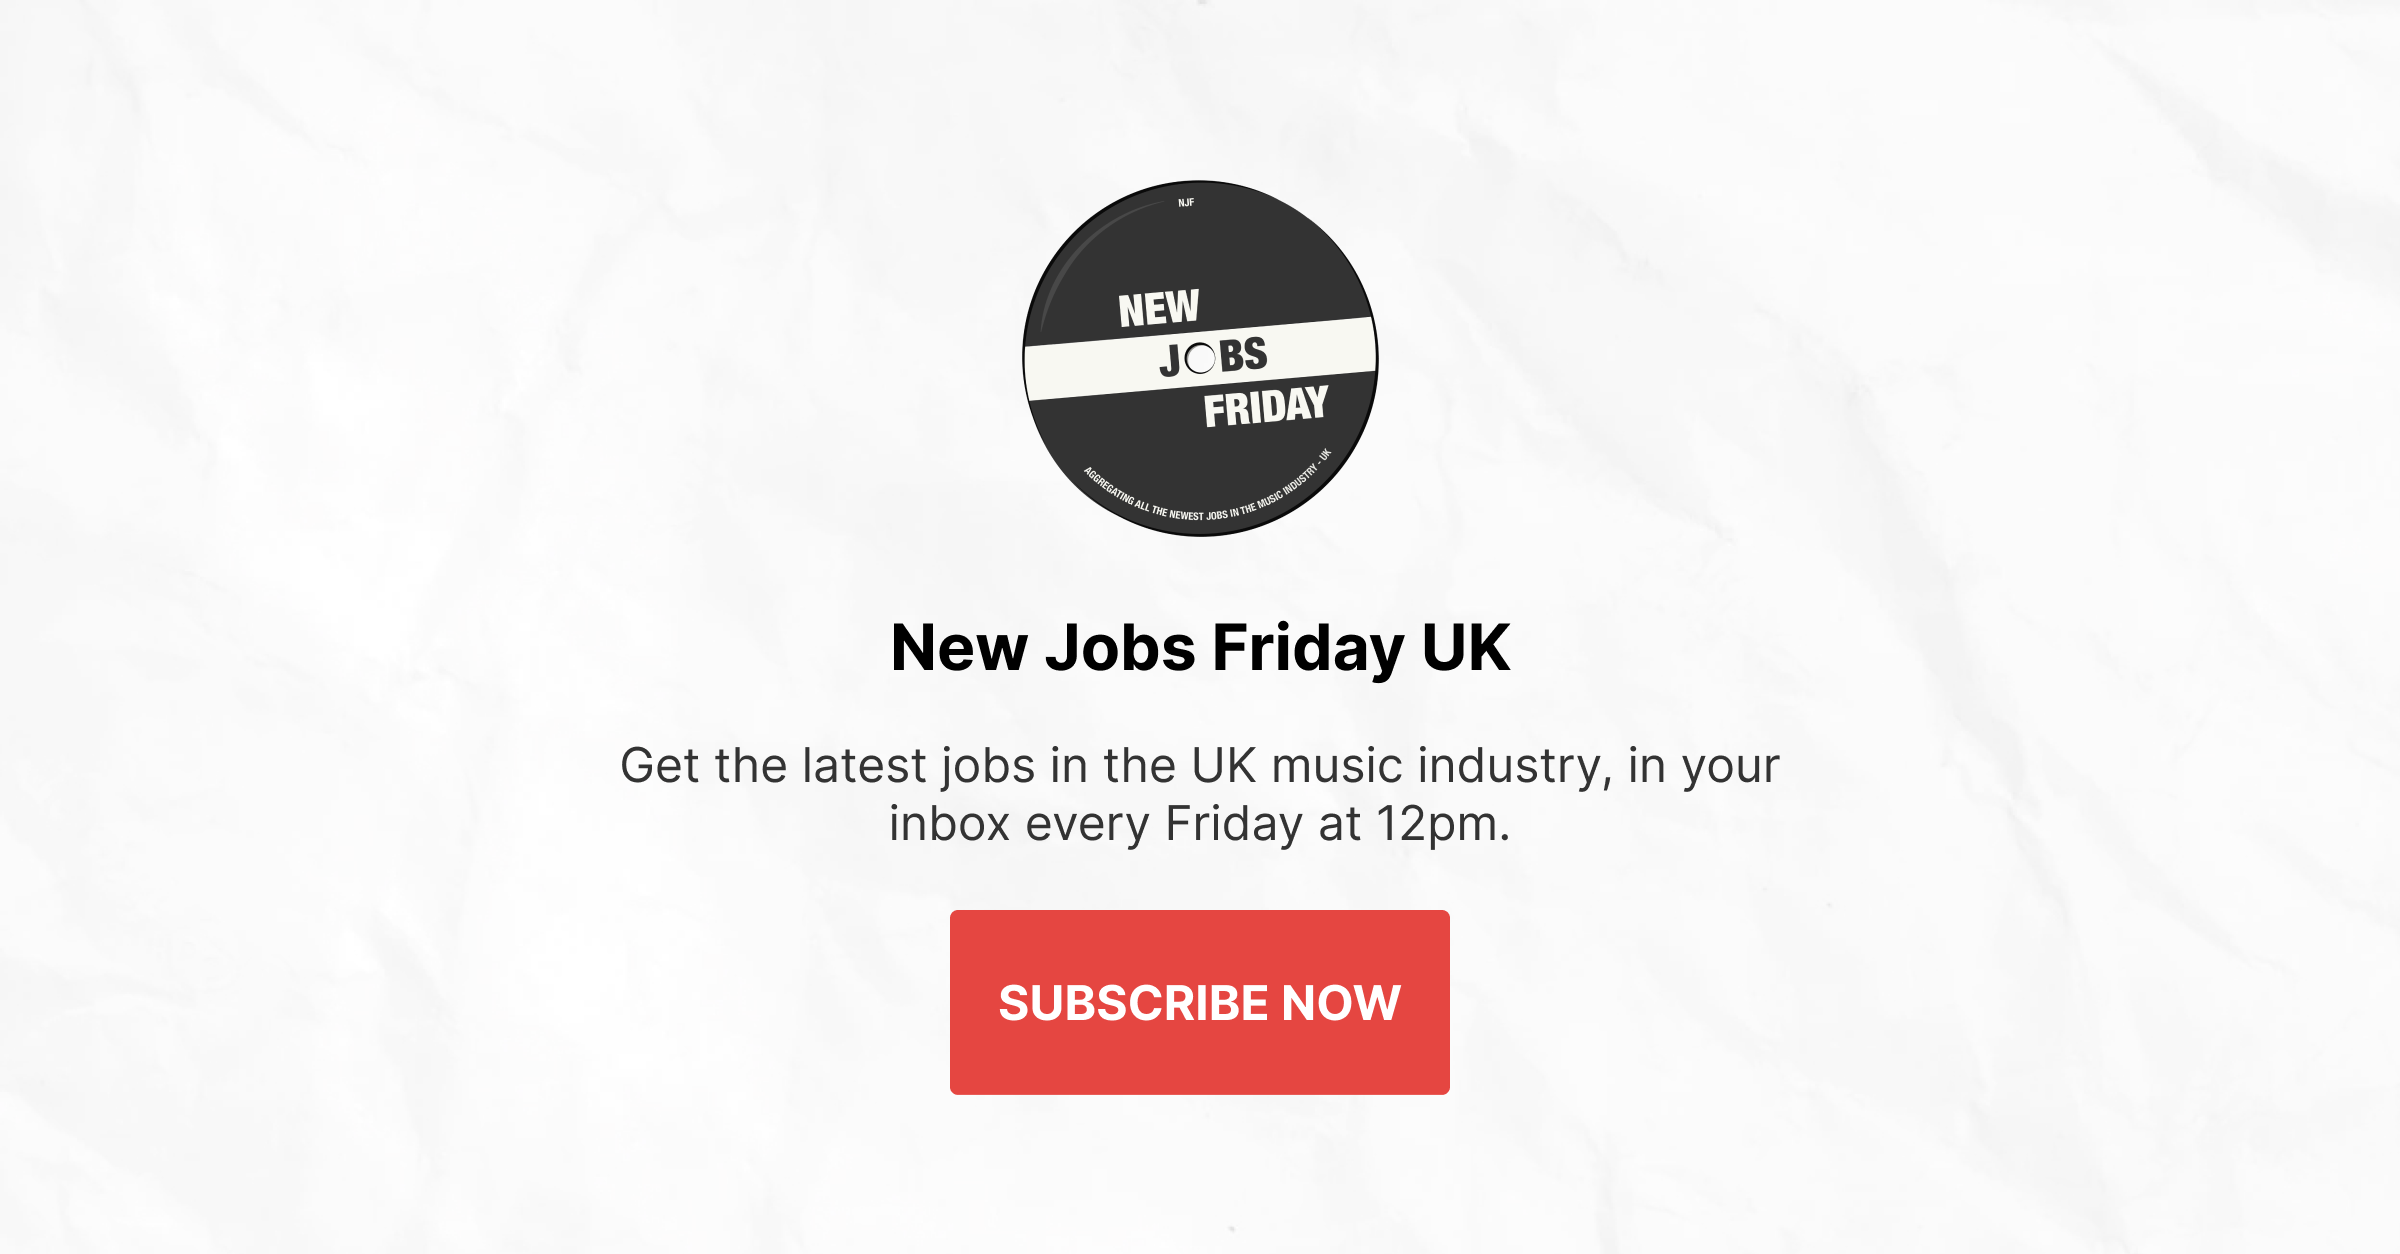 NJF
NEW
JOBS
FRIDAY
AGGREGATING ALL THE NEWEST JOBS IN THE MUSIC INDUSTRY - UK
New Jobs Friday UK
Get the latest jobs in the UK music industry, in your
inbox every Friday at 12pm.
SUBSCRIBE NOW